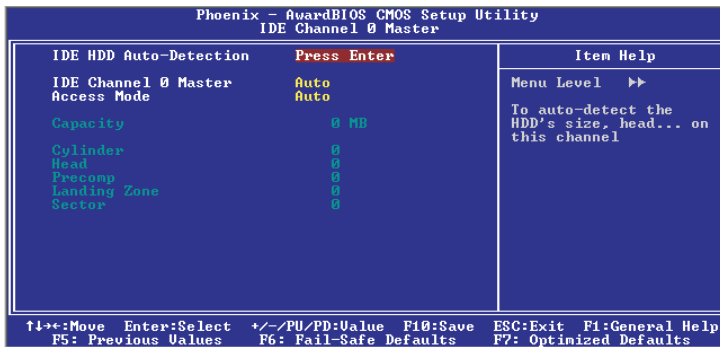 Phoenix - AwardBIOS CMOS Setup Utility
IDE Channel 0 Master
IDE HDD Auto-Detection Press Enter
IDE Channel 0 Master Auto
Access Mode Auto
Capacity 0 MB
Cylinder 0
Head 0
Precomp 0
Landing Zone 0
Sector 0
Item Help
Menu Level ▶▶
To auto-detect the
HDD's size, head... on
this channel
↑↓→←:Move Enter:Select +/-/PU/PD:Value F10:Save ESC:Exit F1:General Help
F5: Previous Values F6: Fail-Safe Defaults F7: Optimized Defaults